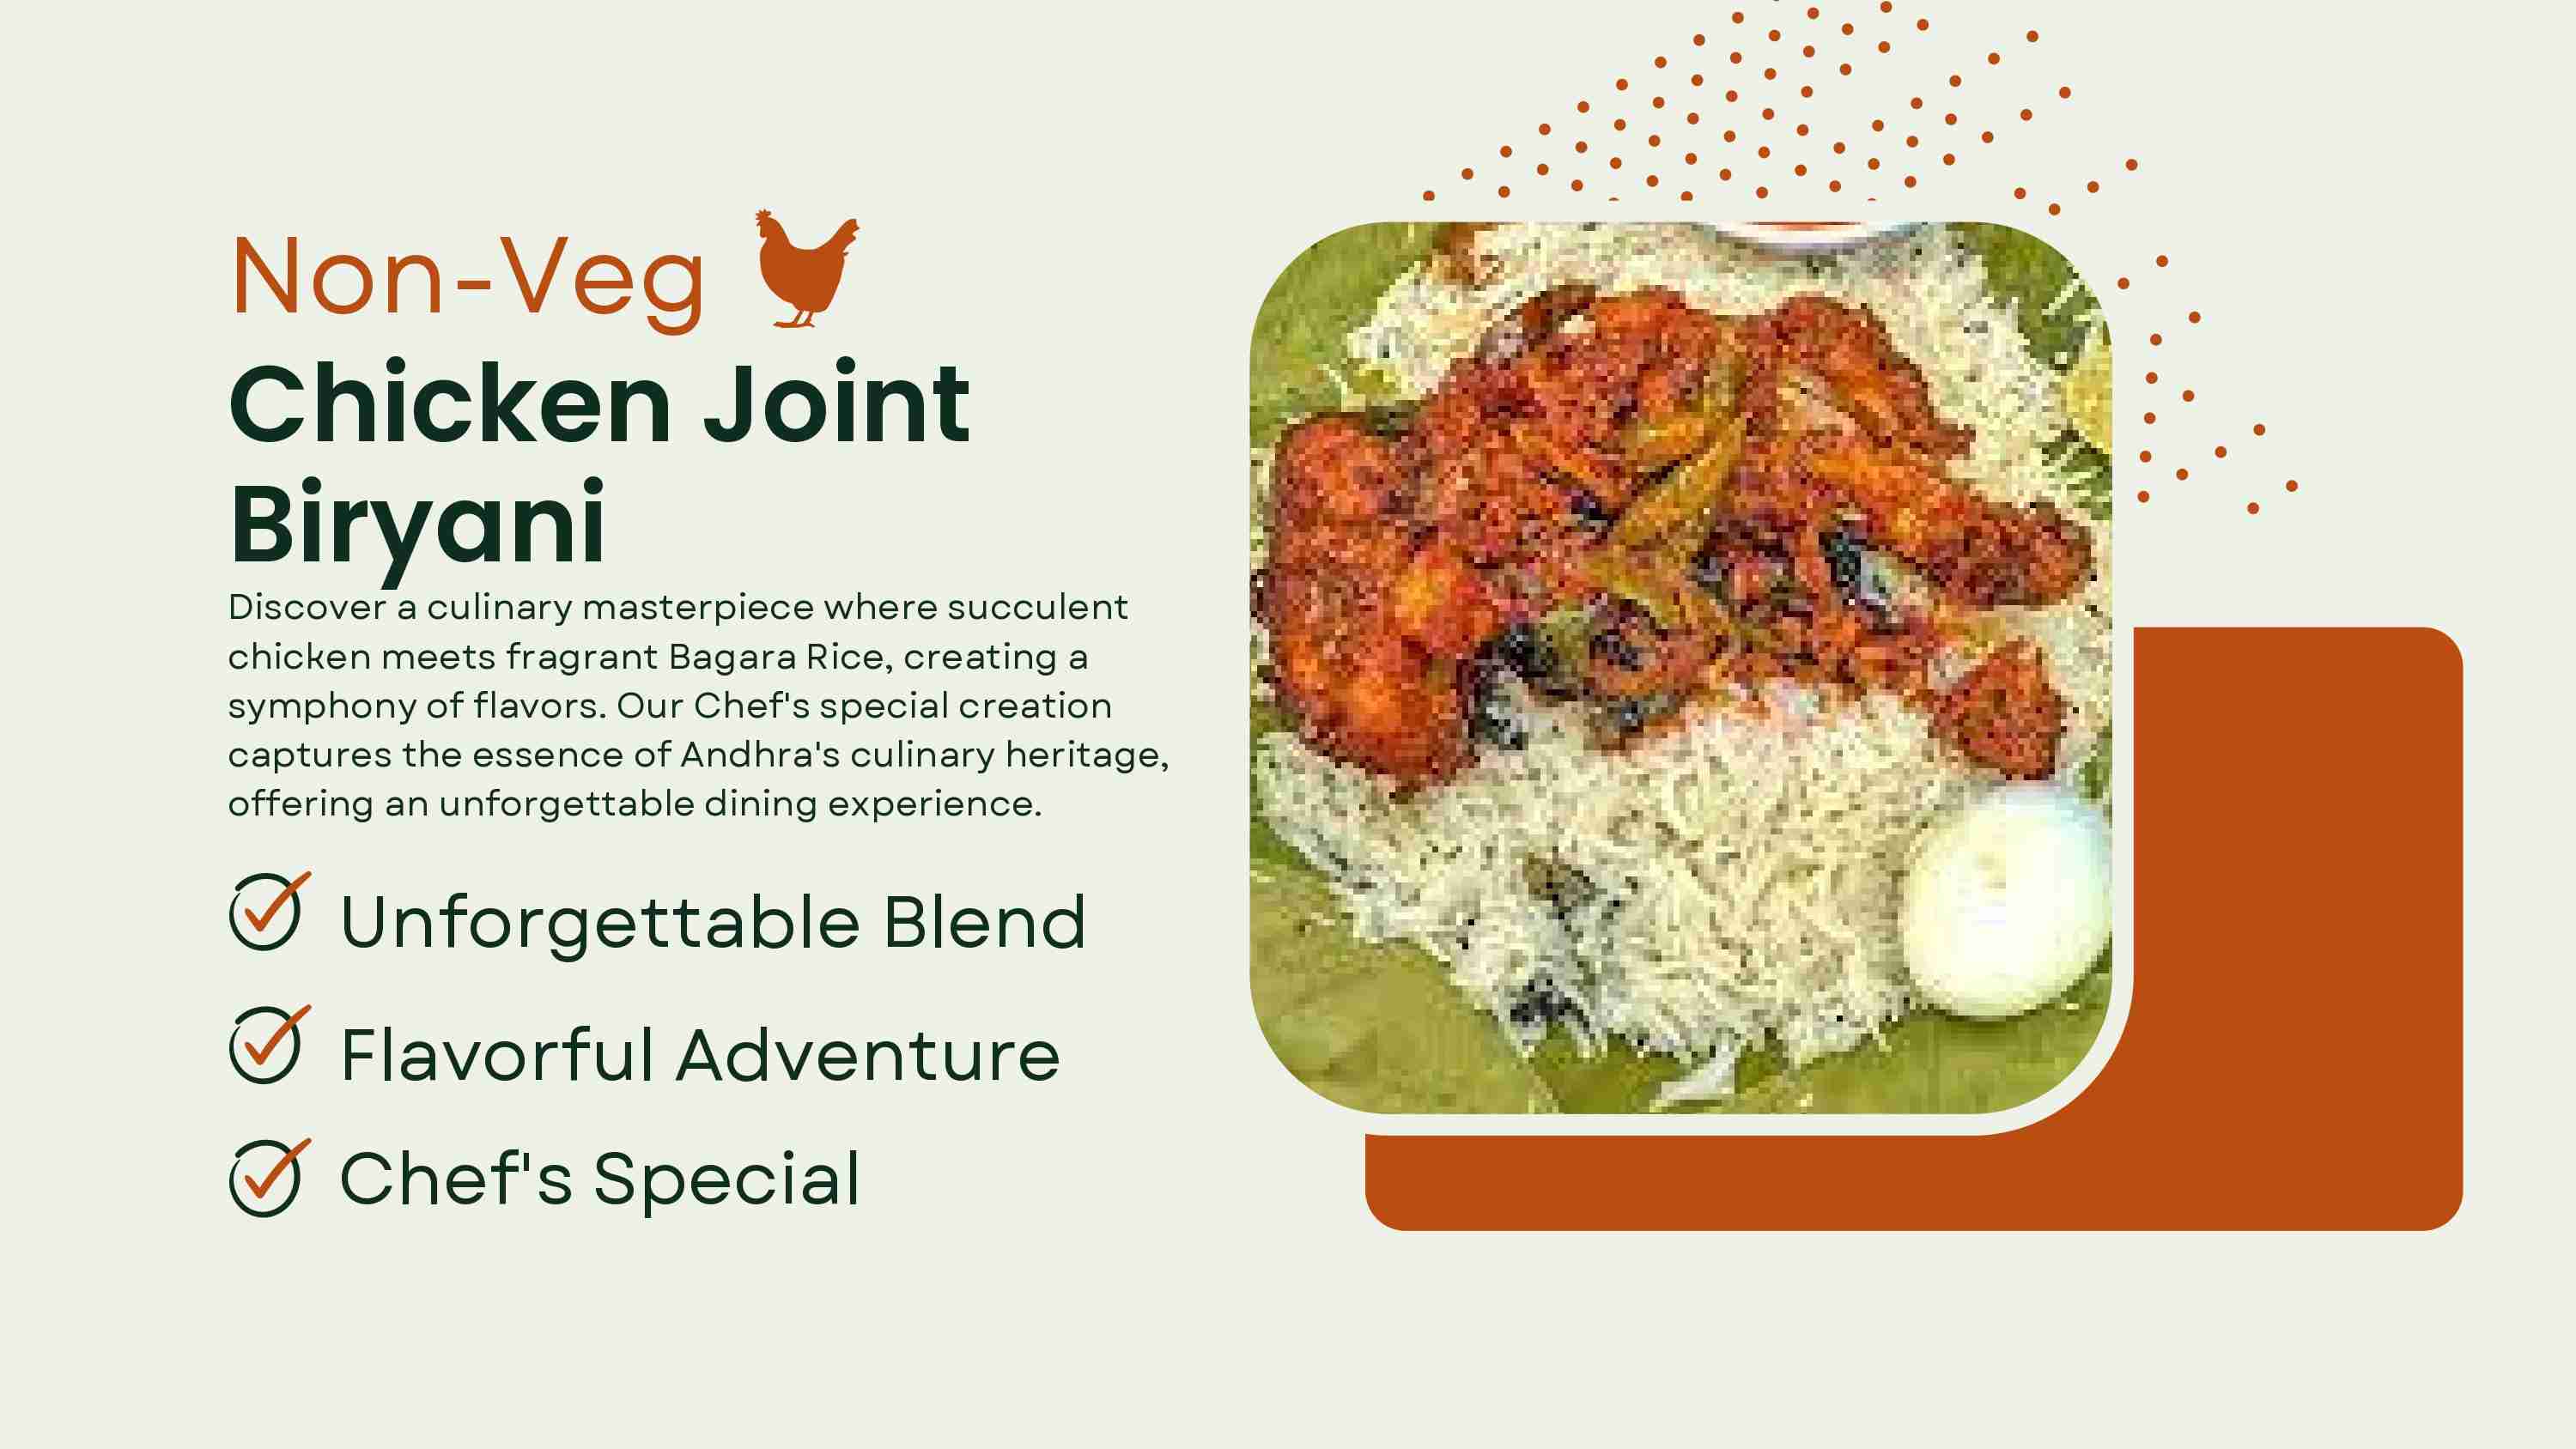 Non-Veg
Chicken Joint
Biryani
Discover a culinary masterpiece where succulent
chicken meets fragrant Bagara Rice, creating a
symphony of flavors. Our Chef's special creation
captures the essence of Andhra's culinary heritage,
offering an unforgettable dining experience.
Unforgettable Blend
Flavorful Adventure
Chef's Special